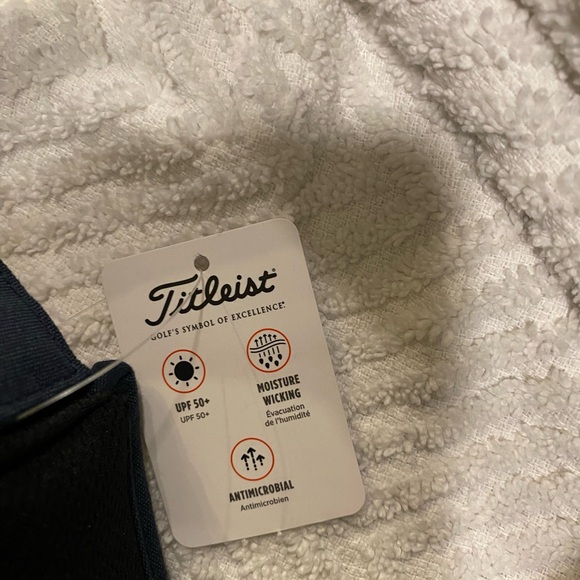 Titleist®
GOLF'S SYMBOL OF EXCELLENCE®
UPF 50+
UPF 50+
MOISTURE
WICKING
Évacuation
de l'humidité
ANTIMICROBIAL
Antimicrobien